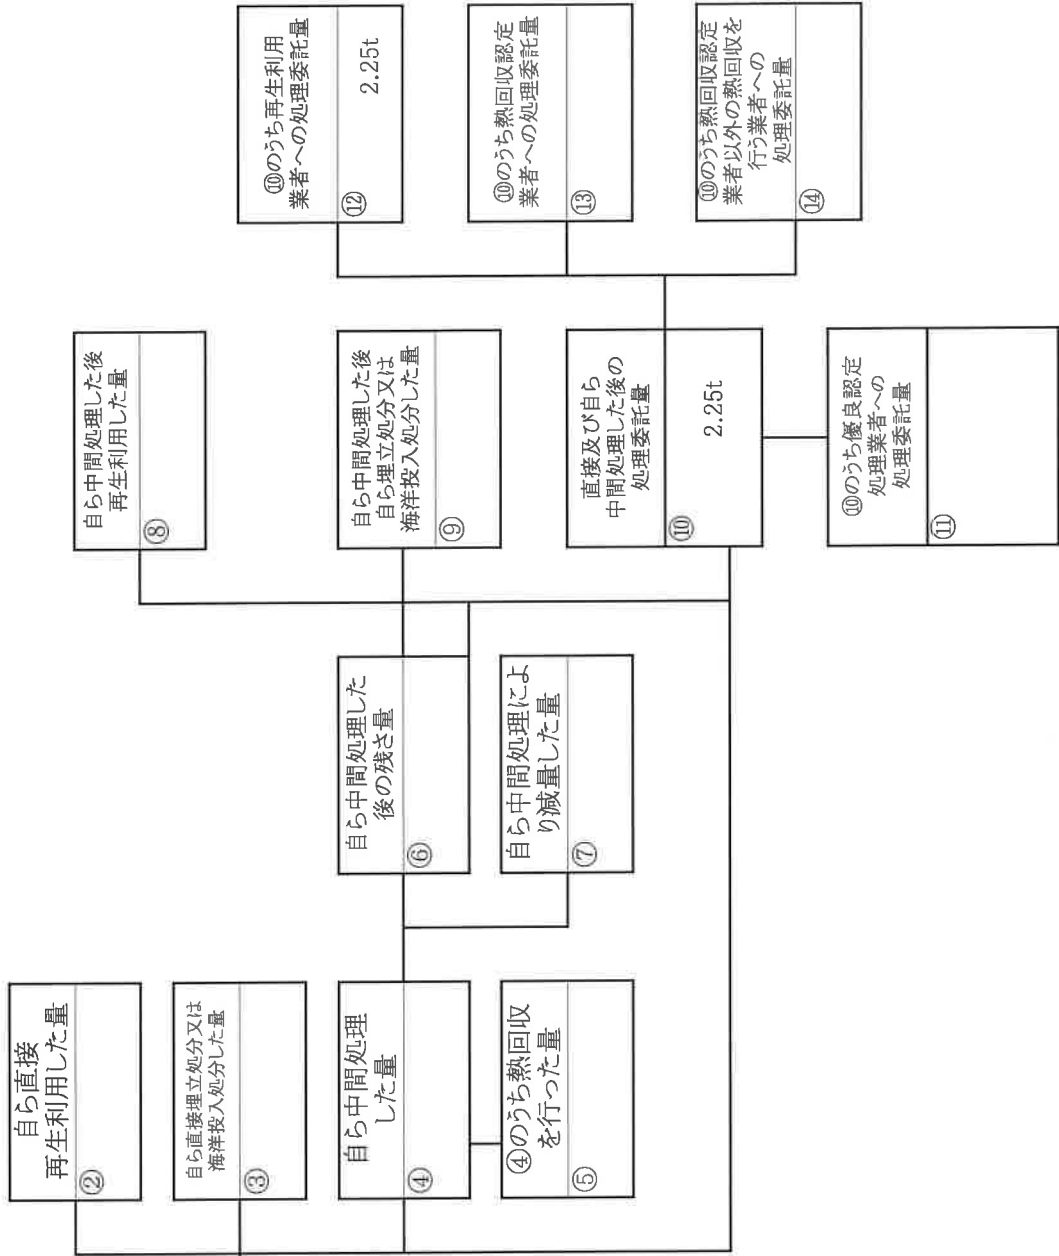 自ら直接
再生利用した量
②
自ら直接埋立処分又は
海洋投入処分した量
③
自ら中間処理
した量
④
④のうち熱回収
を行った量
⑤
自ら中間処理した
後の残さ量
⑥
自ら中間処理によ
り減量した量
⑦
自ら中間処理した後
再生利用した量
⑧
自ら中間処理した後
自ら埋立処分又は
海洋投入処分した量
⑨
直接及び自ら
中間処理した後の
処理委託量
⑩
2.25t
⑩のうち優良認定
処理業者への
処理委託量
⑪
⑩のうち再生利用
業者への処理委託量
⑫
2.25t
⑩のうち熱回収認定
業者への処理委託量
⑬
⑩のうち熱回収認定
業者以外の熱回収を
行う業者への
処理委託量
⑭